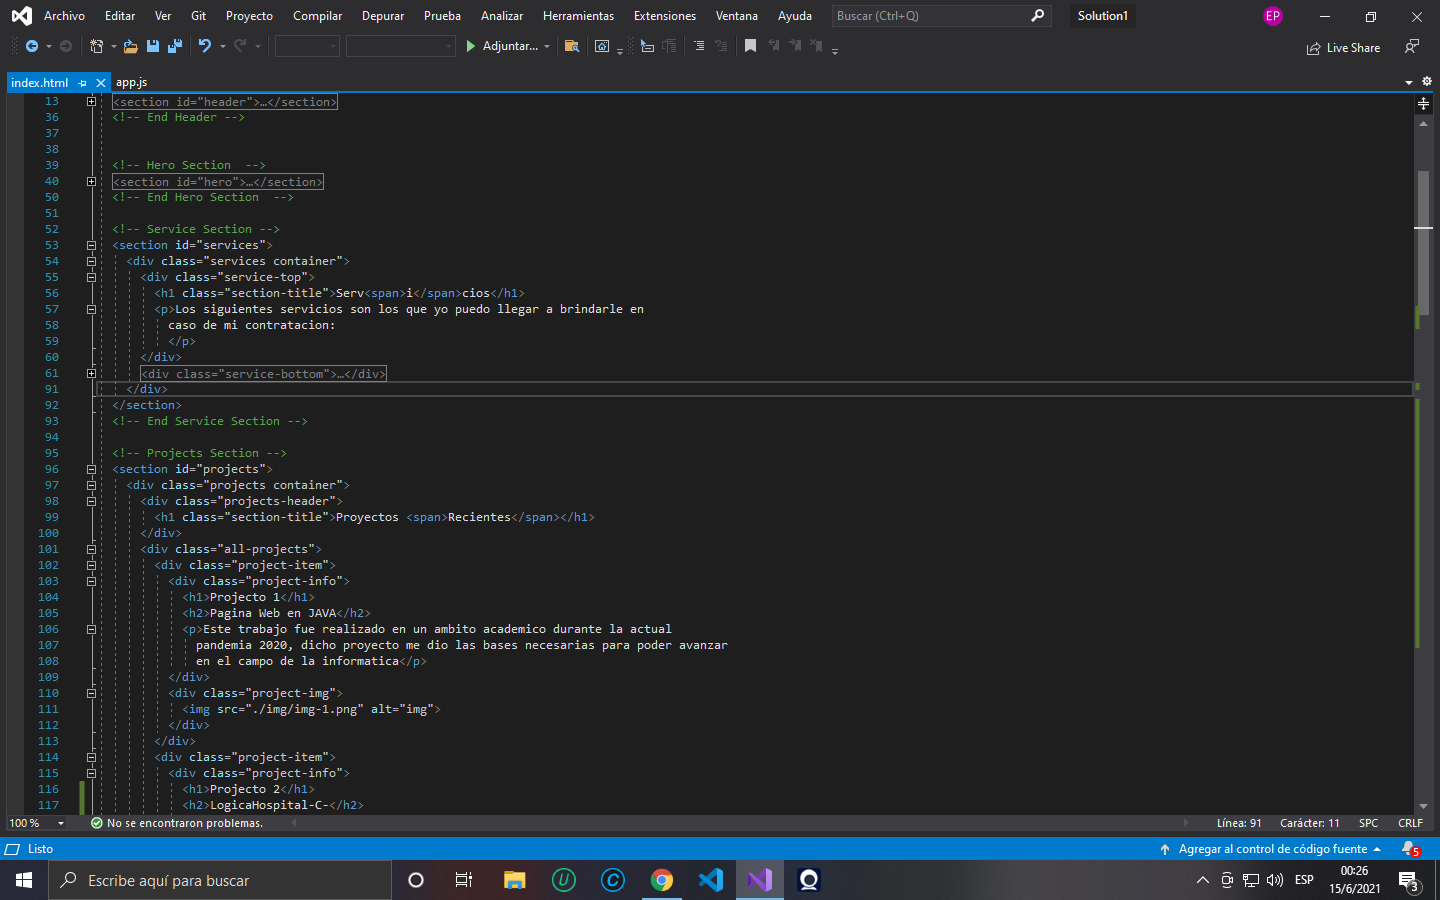 Archivo Editar Ver Git Proyecto Compilar Depurar Prueba Analizar Herramientas Extensiones Ventana Ayuda Buscar (Ctrl+Q) Solution1 EP
Adjuntar... Live Share
index.html app.js
13 <section id="header">…</section>
36 <!-- End Header -->
37
38
39 <!-- Hero Section  -->
40 <section id="hero">…</section>
50 <!-- End Hero Section  -->
51
52 <!-- Service Section -->
53 <section id="services">
54 <div class="services container">
55 <div class="service-top">
56 <h1 class="section-title">Serv<span>i</span>cios</h1>
57 <p>Los siguientes servicios son los que yo puedo llegar a brindarle en
58 caso de mi contratacion:
59 </p>
60 </div>
61 <div class="service-bottom">…</div>
91 </div>
92 </section>
93 <!-- End Service Section -->
94
95 <!-- Projects Section -->
96 <section id="projects">
97 <div class="projects container">
98 <div class="projects-header">
99 <h1 class="section-title">Proyectos <span>Recientes</span></h1>
100 </div>
101 <div class="all-projects">
102 <div class="project-item">
103 <div class="project-info">
104 <h1>Projecto 1</h1>
105 <h2>Pagina Web en JAVA</h2>
106 <p>Este trabajo fue realizado en un ambito academico durante la actual
107 pandemia 2020, dicho proyecto me dio las bases necesarias para poder avanzar
108 en el campo de la informatica</p>
109 </div>
110 <div class="project-img">
111 <img src="./img/img-1.png" alt="img">
112 </div>
113 </div>
114 <div class="project-item">
115 <div class="project-info">
116 <h1>Projecto 2</h1>
117 <h2>LogicaHospital-C-</h2>
100 % No se encontraron problemas. Línea: 91 Carácter: 11 SPC CRLF
Listo Agregar al control de código fuente 5
Escribe aquí para buscar ESP 00:26
15/6/2021 3